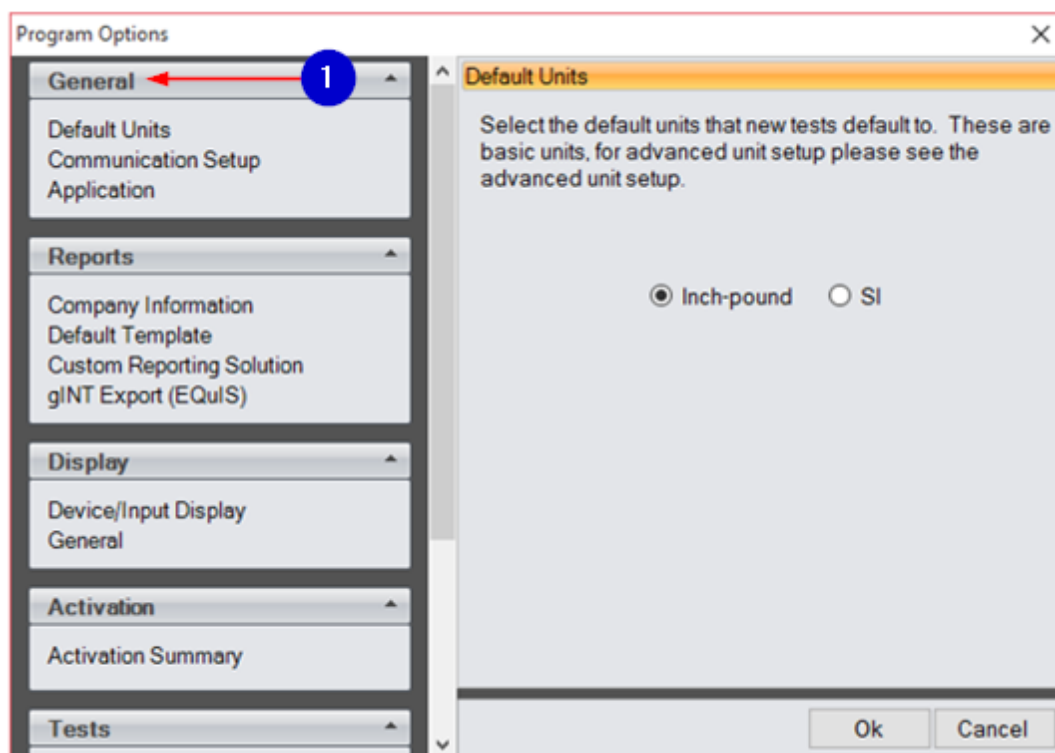 Program Options
General
1
Default Units
Communication Setup
Application
Reports
Company Information
Default Template
Custom Reporting Solution
gINT Export (EQuIS)
Display
Device/Input Display
General
Activation
Activation Summary
Tests
Default Units
Select the default units that new tests default to. These are
basic units, for advanced unit setup please see the
advanced unit setup.
Inch-pound
SI
Ok
Cancel